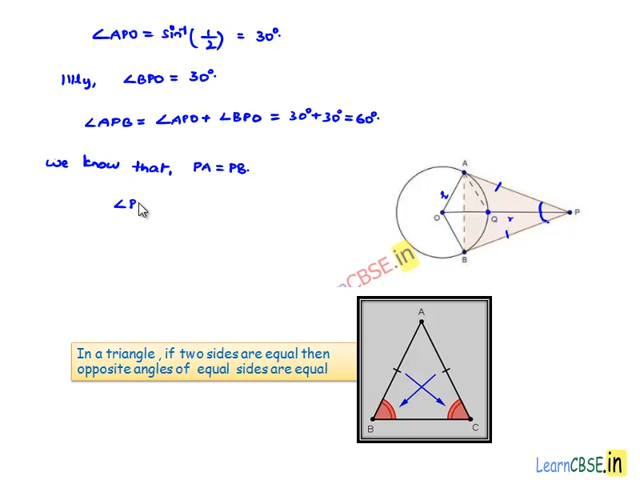 ∠APO = sin⁻¹(1/2) = 30°.
lllly, ∠BPO = 30°.
∠APB = ∠APO + ∠BPO = 30° + 30° = 60°.
we know that, PA = PB.
∠P
A
r
O
Q
r
P
B
CBSE.in
In a triangle , if two sides are equal then
opposite angles of equal sides are equal
A
B
C
LearnCBSE.in